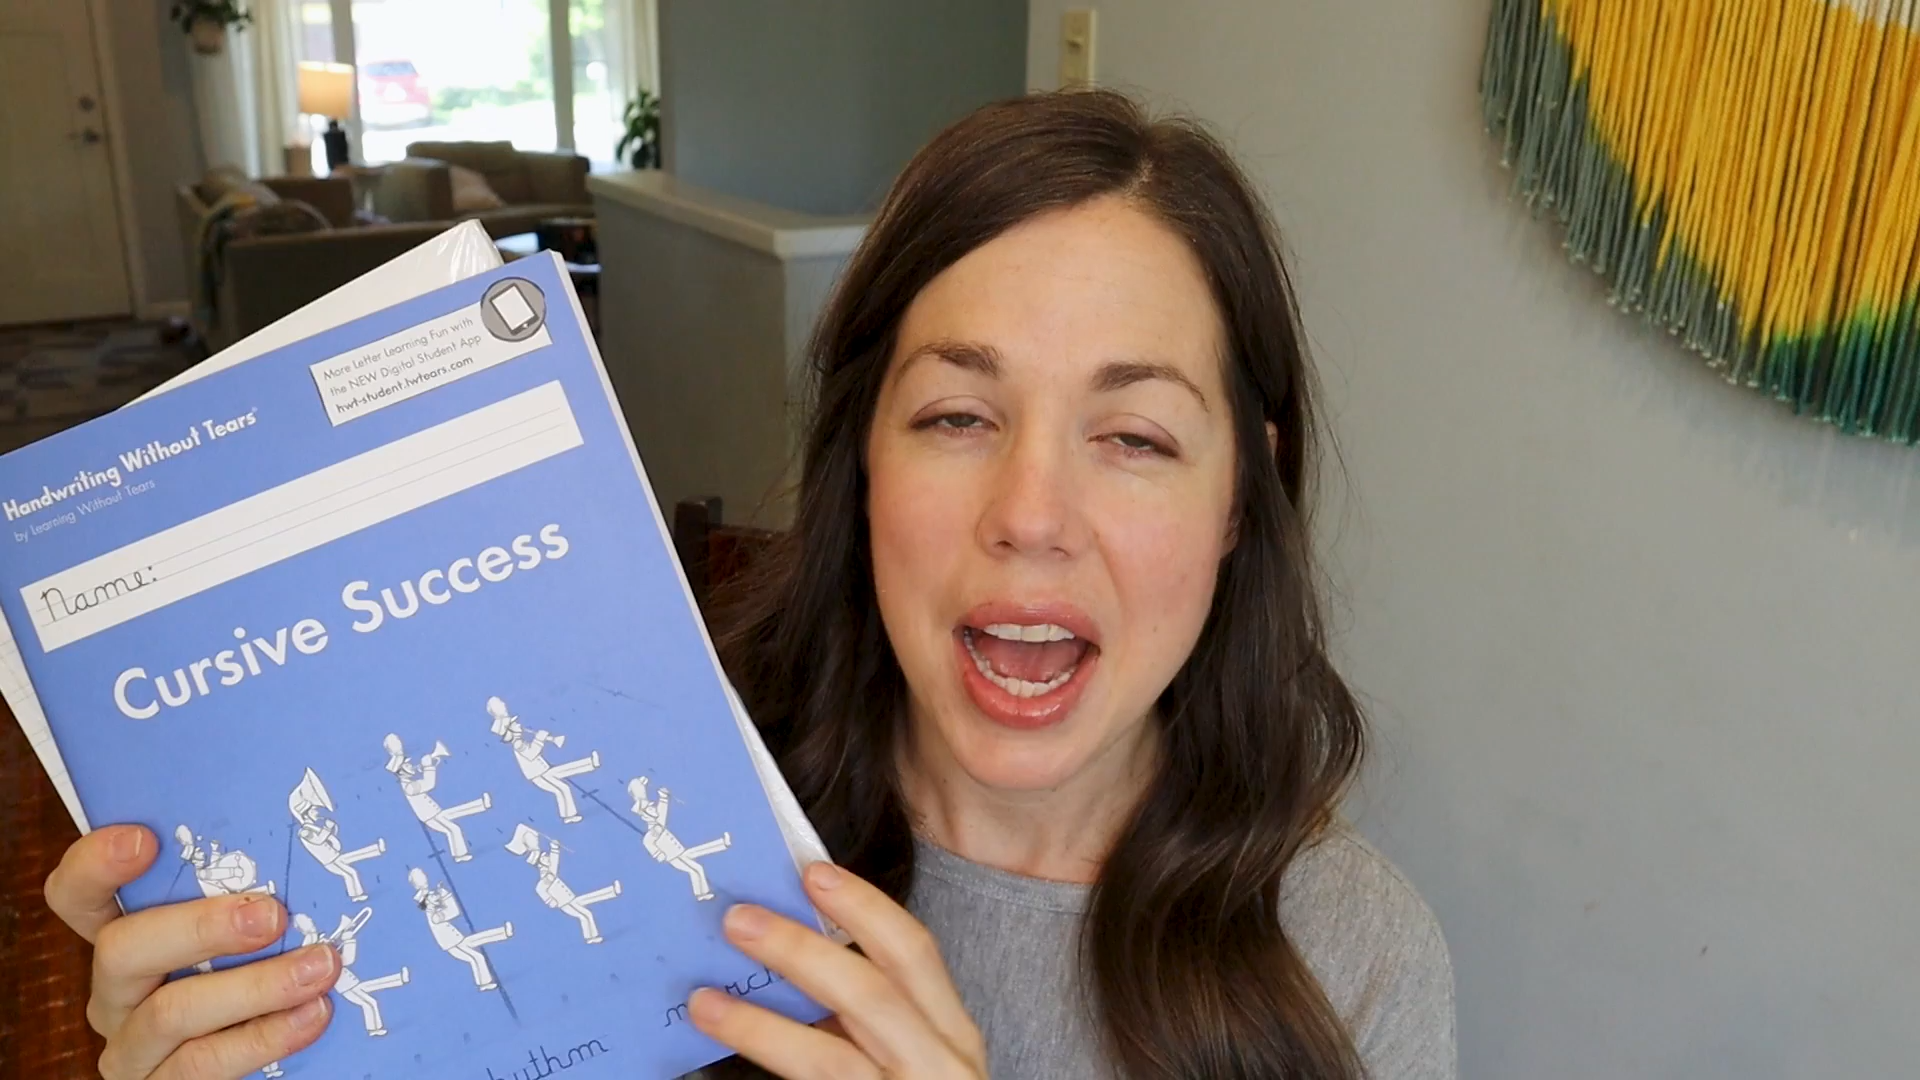 More Letter Learning Fun with
the NEW Digital Student App
hwt-student.lwtears.com
Handwriting Without Tears®
by Learning Without Tears
Name:
Cursive Success